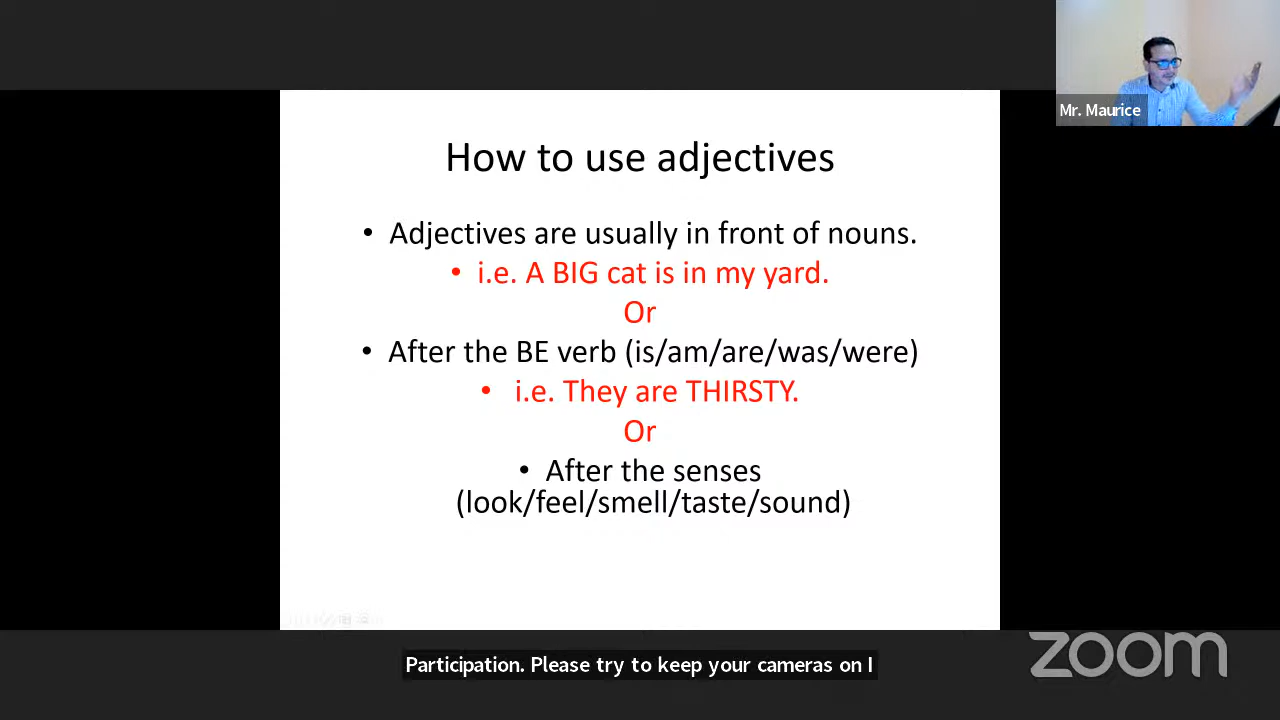 Mr. Maurice
How to use adjectives
• Adjectives are usually in front of nouns.
• i.e. A BIG cat is in my yard.
Or
• After the BE verb (is/am/are/was/were)
• i.e. They are THIRSTY.
Or
• After the senses
(look/feel/smell/taste/sound)
Participation. Please try to keep your cameras on I
zoom